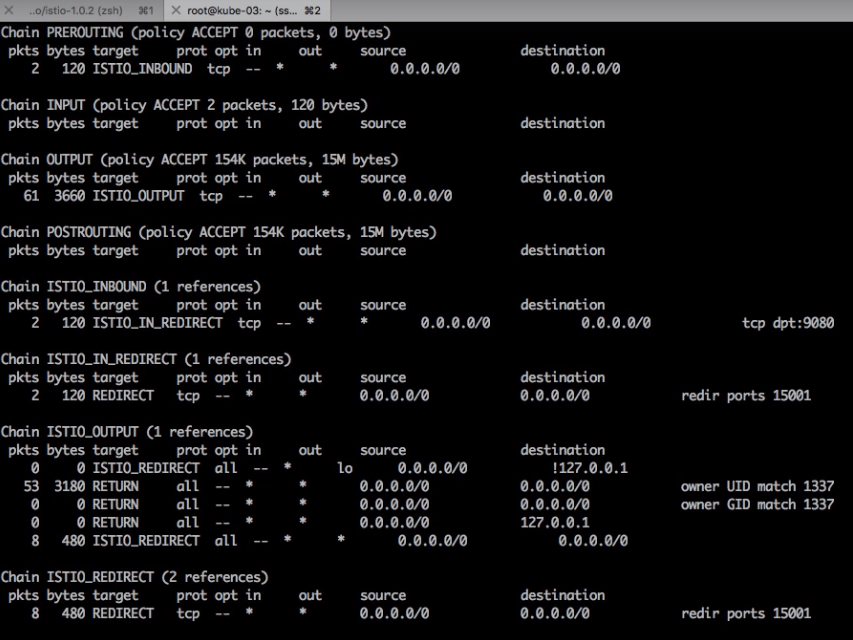 ..o/istio-1.0.2 (zsh) ⌘1 root@kube-03: ~ (ss... ⌘2
Chain PREROUTING (policy ACCEPT 0 packets, 0 bytes)
pkts bytes target prot opt in out source destination
2 120 ISTIO_INBOUND tcp -- * * 0.0.0.0/0 0.0.0.0/0
Chain INPUT (policy ACCEPT 2 packets, 120 bytes)
pkts bytes target prot opt in out source destination
Chain OUTPUT (policy ACCEPT 154K packets, 15M bytes)
pkts bytes target prot opt in out source destination
61 3660 ISTIO_OUTPUT tcp -- * * 0.0.0.0/0 0.0.0.0/0
Chain POSTROUTING (policy ACCEPT 154K packets, 15M bytes)
pkts bytes target prot opt in out source destination
Chain ISTIO_INBOUND (1 references)
pkts bytes target prot opt in out source destination
2 120 ISTIO_IN_REDIRECT tcp -- * * 0.0.0.0/0 0.0.0.0/0 tcp dpt:9080
Chain ISTIO_IN_REDIRECT (1 references)
pkts bytes target prot opt in out source destination
2 120 REDIRECT tcp -- * * 0.0.0.0/0 0.0.0.0/0 redir ports 15001
Chain ISTIO_OUTPUT (1 references)
pkts bytes target prot opt in out source destination
0 0 ISTIO_REDIRECT all -- * lo 0.0.0.0/0 !127.0.0.1
53 3180 RETURN all -- * * 0.0.0.0/0 0.0.0.0/0 owner UID match 1337
0 0 RETURN all -- * * 0.0.0.0/0 0.0.0.0/0 owner GID match 1337
0 0 RETURN all -- * * 0.0.0.0/0 127.0.0.1
8 480 ISTIO_REDIRECT all -- * * 0.0.0.0/0 0.0.0.0/0
Chain ISTIO_REDIRECT (2 references)
pkts bytes target prot opt in out source destination
8 480 REDIRECT tcp -- * * 0.0.0.0/0 0.0.0.0/0 redir ports 15001